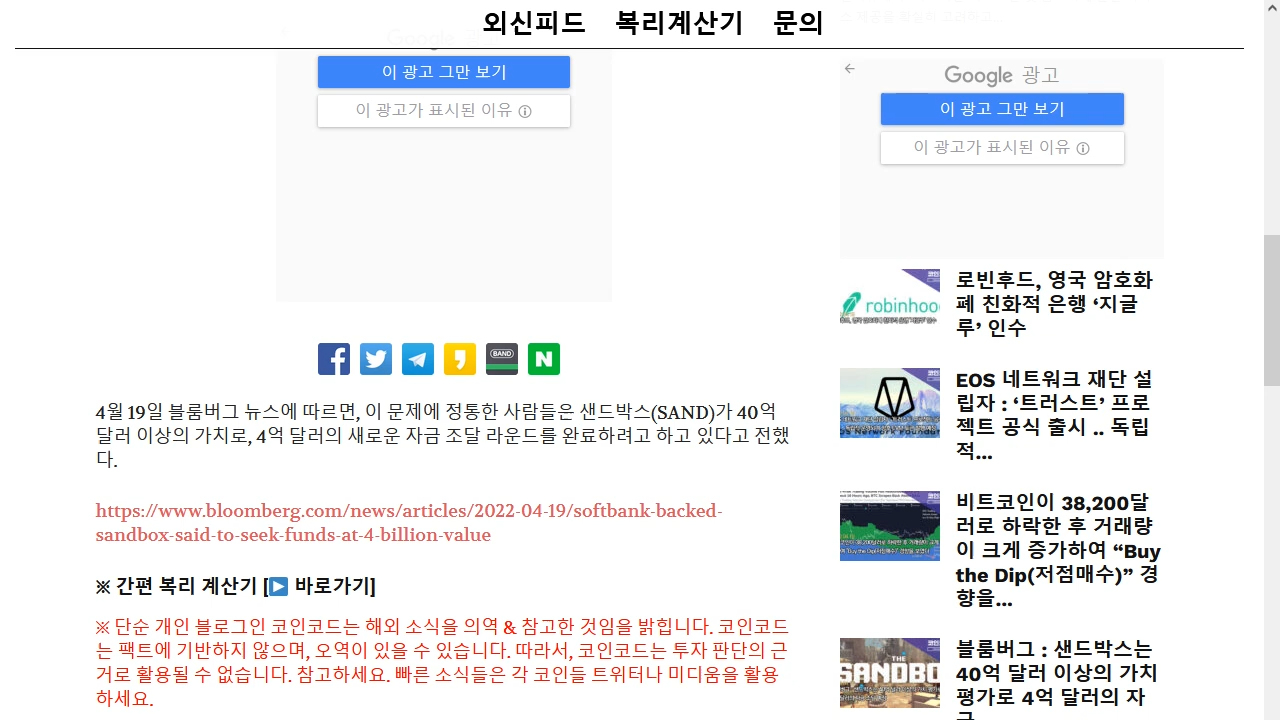 외신피드 복리계산기 문의
이 광고 그만 보기
이 광고가 표시된 이유
BAND
N
4월 19일 블룸버그 뉴스에 따르면, 이 문제에 정통한 사람들은 샌드박스(SAND)가 40억
달러 이상의 가치로, 4억 달러의 새로운 자금 조달 라운드를 완료하려고 하고 있다고 전했
다.
https://www.bloomberg.com/news/articles/2022-04-19/softbank-backed-
sandbox-said-to-seek-funds-at-4-billion-value
※ 간편 복리 계산기 [▶ 바로가기]
※ 단순 개인 블로그인 코인코드는 해외 소식을 의역 & 참고한 것임을 밝힙니다. 코인코드
는 팩트에 기반하지 않으며, 오역이 있을 수 있습니다. 따라서, 코인코드는 투자 판단의 근
거로 활용될 수 없습니다. 참고하세요. 빠른 소식들은 각 코인들 트위터나 미디움을 활용
하세요.
Google 광고
이 광고 그만 보기
이 광고가 표시된 이유
robinhoo
로빈후드, 영국 암호화
폐 친화적 은행 ‘지글
루’ 인수
EOS 네트워크 재단 설
립자 : ‘트러스트’ 프로
젝트 공식 출시 .. 독립
적...
비트코인이 38,200달
러로 하락한 후 거래량
이 크게 증가하여 “Buy
the Dip(저점매수)” 경
향을...
THE
SANDBO
블룸버그 : 샌드박스는
40억 달러 이상의 가치
평가로 4억 달러의 자